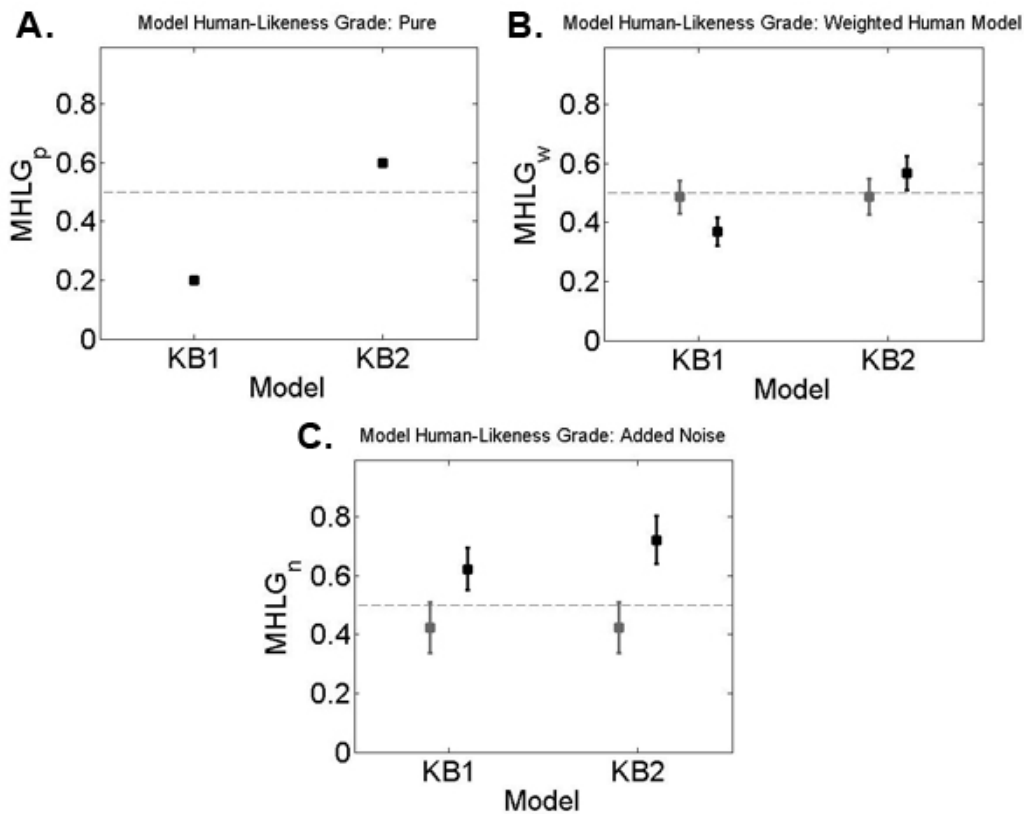 A. Model Human-Likeness Grade: Pure
MHLGp
0.8
0.6
0.4
0.2
0
KB1 KB2
Model
B. Model Human-Likeness Grade: Weighted Human Model
MHLGw
0.8
0.6
0.4
0.2
0
KB1 KB2
Model
C. Model Human-Likeness Grade: Added Noise
MHLGn
0.8
0.6
0.4
0.2
0
KB1 KB2
Model